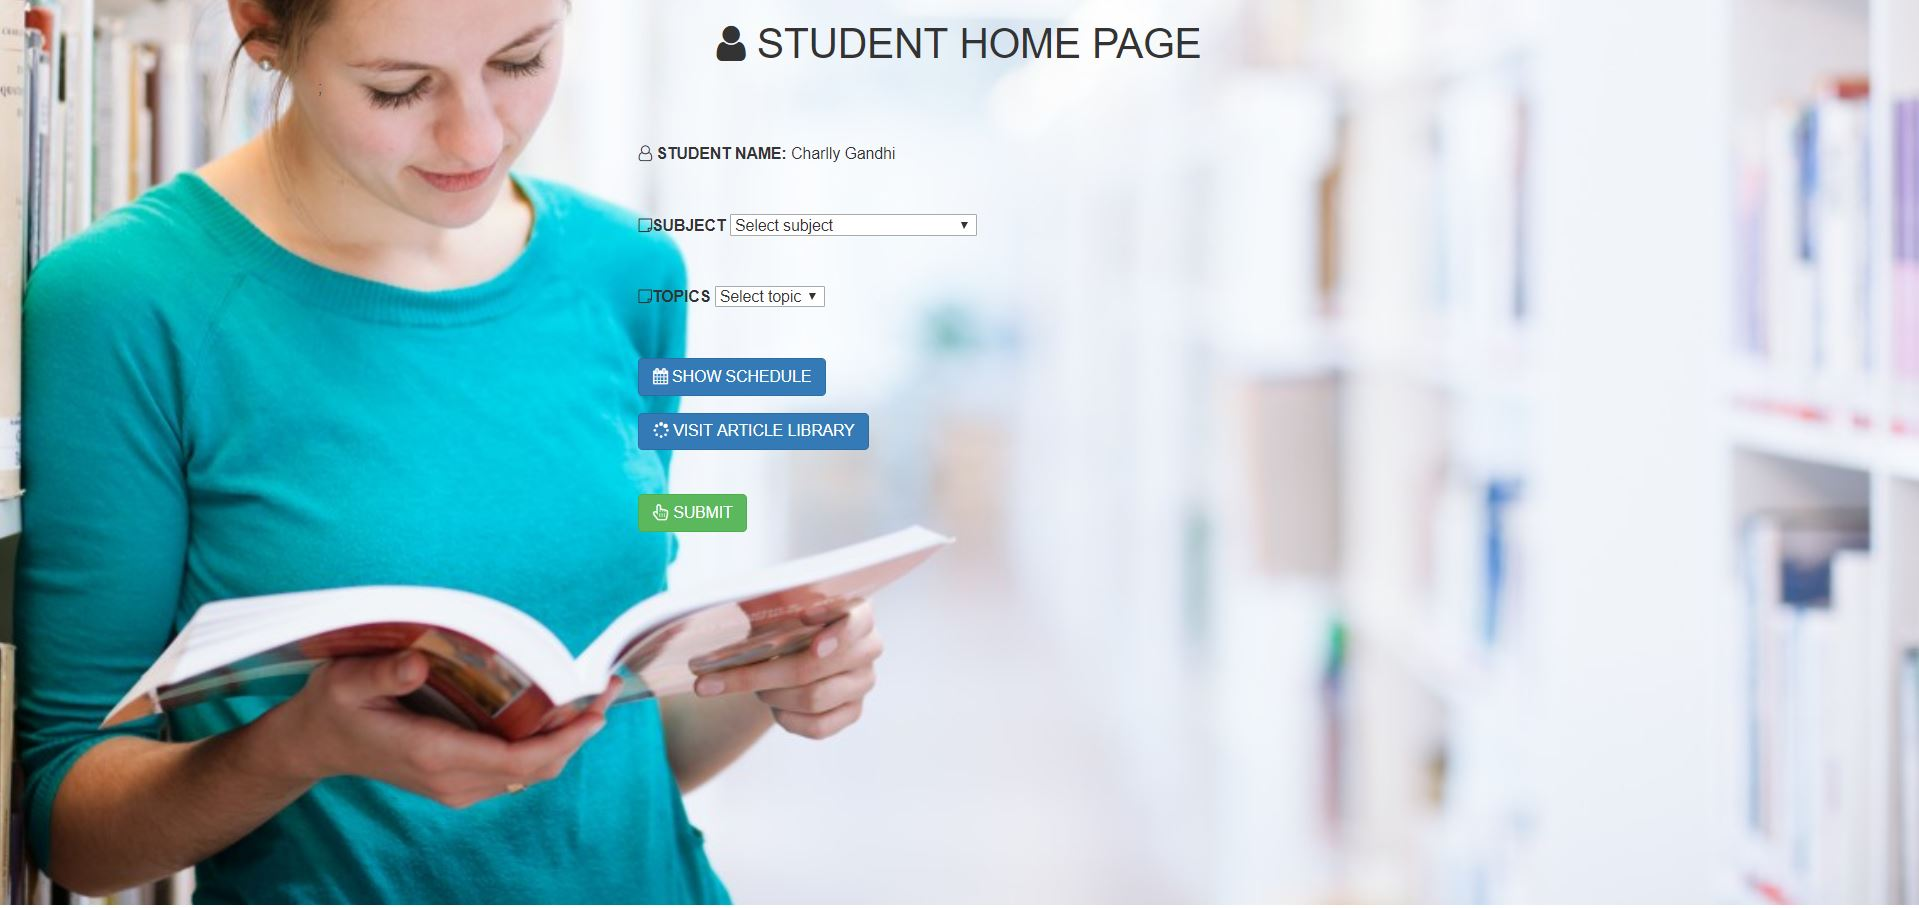 STUDENT HOME PAGE
;
STUDENT NAME: Charlly Gandhi
SUBJECT Select subject
TOPICS Select topic
SHOW SCHEDULE
VISIT ARTICLE LIBRARY
SUBMIT